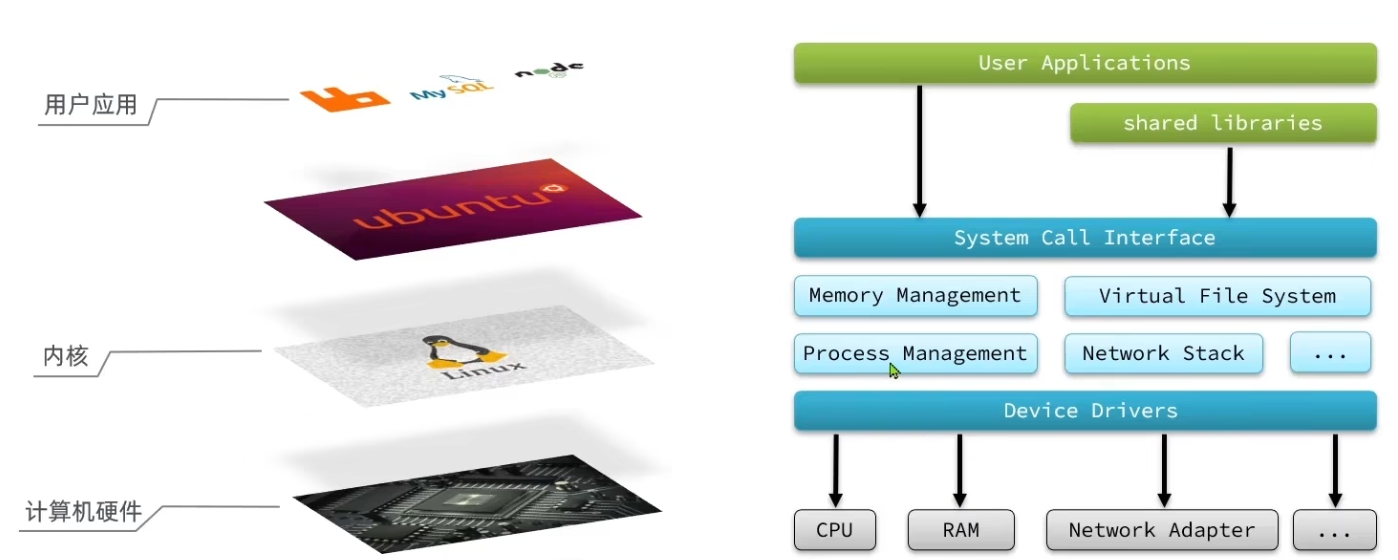 用户应用
MySQL
node
ubuntu
内核
Linux
计算机硬件
User Applications
shared libraries
System Call Interface
Memory Management
Virtual File System
Process Management
Network Stack
...
Device Drivers
CPU
RAM
Network Adapter
...